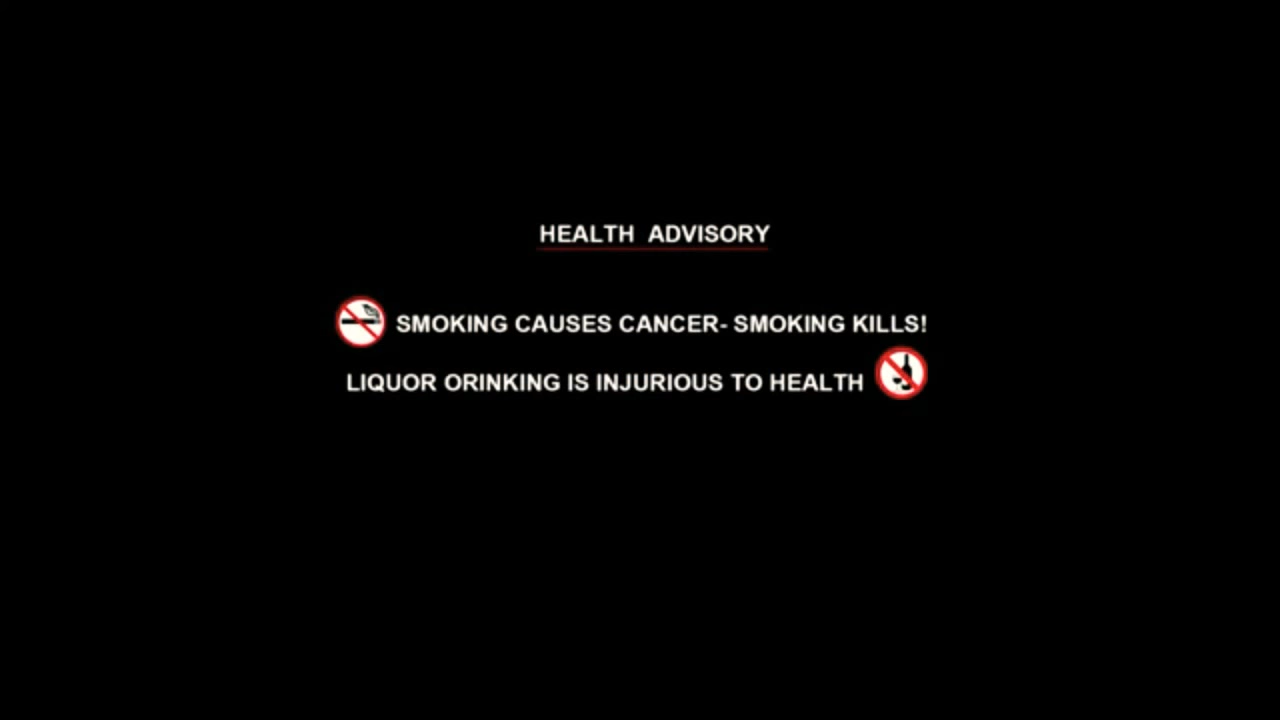 HEALTH ADVISORY
SMOKING CAUSES CANCER- SMOKING KILLS!
LIQUOR ORINKING IS INJURIOUS TO HEALTH